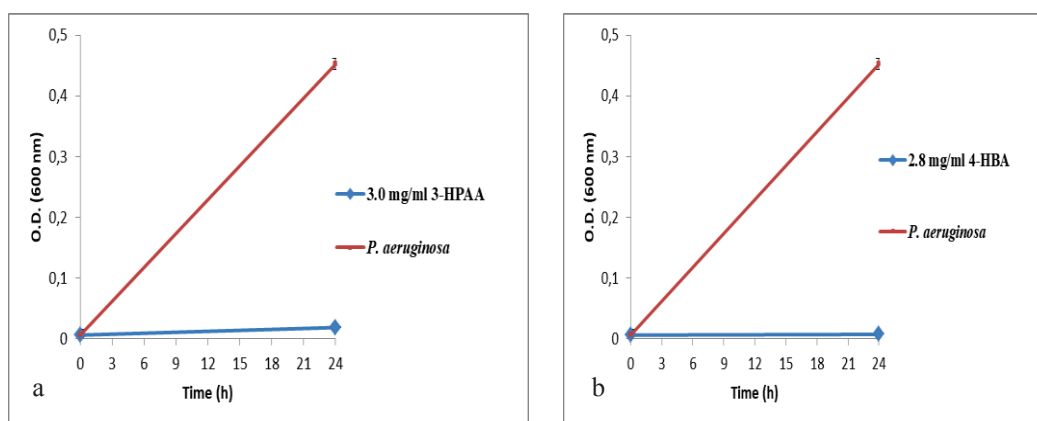 0,5
0,4
0,3
0,2
0,1
0
O.D. (600 nm)
0 3 6 9 12 15 18 21 24
Time (h)
3.0 mg/ml 3-HPAA
P. aeruginosa
a
0,5
0,4
0,3
0,2
0,1
0
O.D. (600 nm)
0 3 6 9 12 15 18 21 24
Time (h)
2.8 mg/ml 4-HBA
P. aeruginosa
b